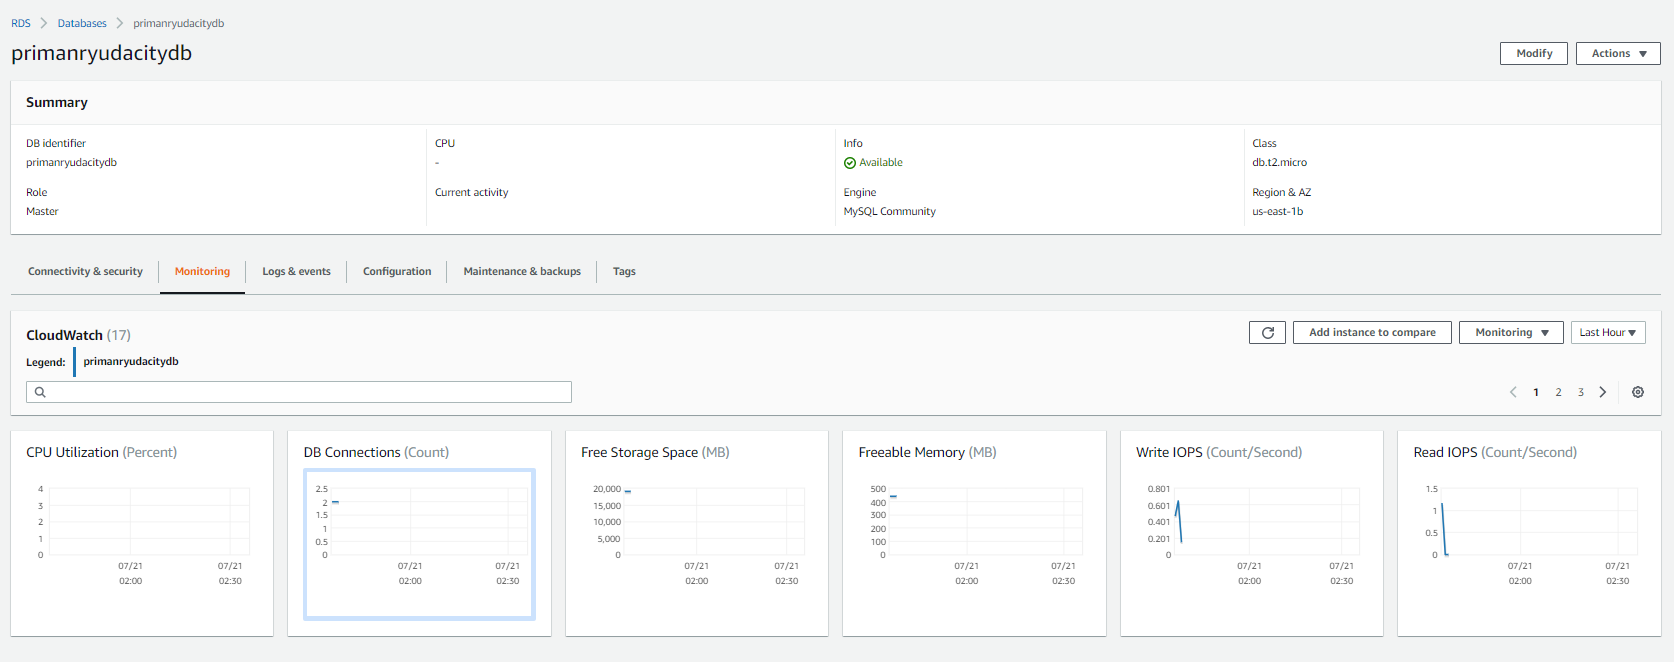 RDS > Databases > primanryudacitydb
primanryudacitydb
Modify
Actions
Summary
DB identifier
primanryudacitydb
CPU
-
Info
Available
Class
db.t2.micro
Role
Master
Current activity
Engine
MySQL Community
Region & AZ
us-east-1b
Connectivity & security
Monitoring
Logs & events
Configuration
Maintenance & backups
Tags
CloudWatch (17)
Add instance to compare
Monitoring
Last Hour
Legend: primanryudacitydb
1 2 3
CPU Utilization (Percent)
4
3
2
1
0
07/21 07/21
02:00 02:30
DB Connections (Count)
2.5
2
1.5
1
0.5
0
07/21 07/21
02:00 02:30
Free Storage Space (MB)
20,000
15,000
10,000
5,000
0
07/21 07/21
02:00 02:30
Freeable Memory (MB)
500
400
300
200
100
0
07/21 07/21
02:00 02:30
Write IOPS (Count/Second)
0.801
0.601
0.401
0.201
0
07/21 07/21
02:00 02:30
Read IOPS (Count/Second)
1.5
1
0.5
0
07/21 07/21
02:00 02:30